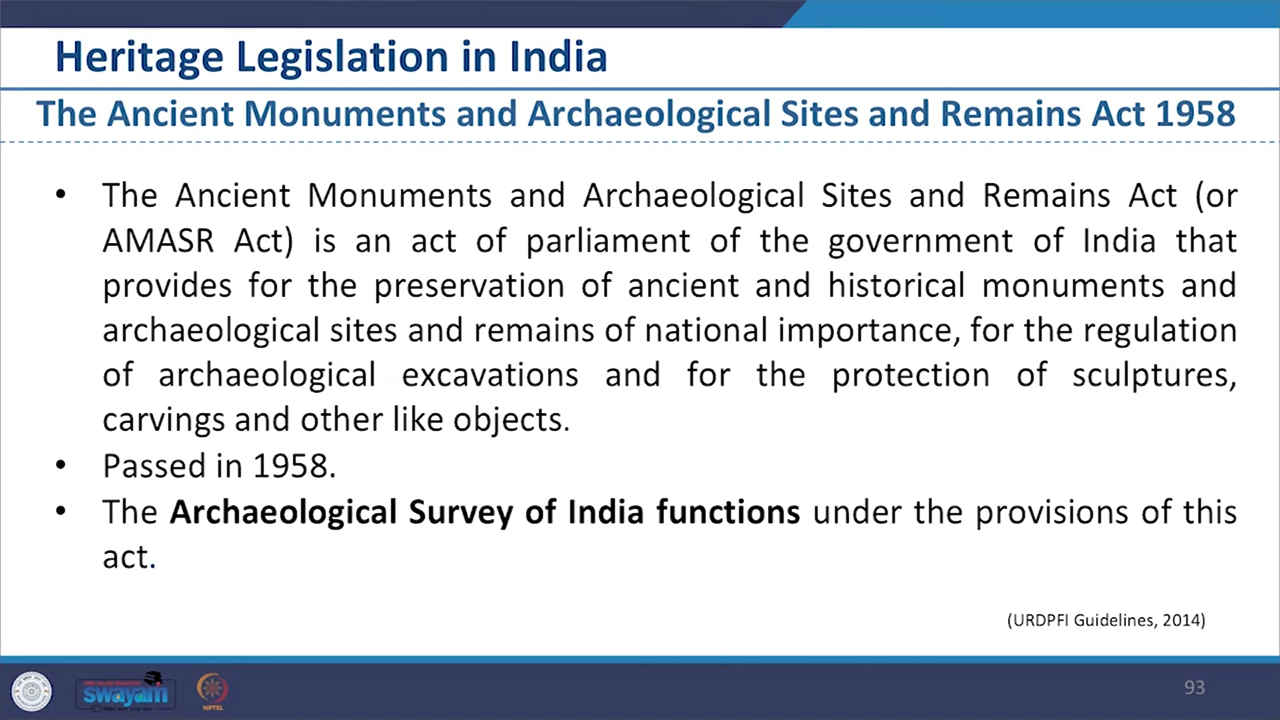 Heritage Legislation in India
The Ancient Monuments and Archaeological Sites and Remains Act 1958
• The Ancient Monuments and Archaeological Sites and Remains Act (or
AMASR Act) is an act of parliament of the government of India that
provides for the preservation of ancient and historical monuments and
archaeological sites and remains of national importance, for the regulation
of archaeological excavations and for the protection of sculptures,
carvings and other like objects.
• Passed in 1958.
• The Archaeological Survey of India functions under the provisions of this
act.
(URDPFI Guidelines, 2014)
swayam
NPTEL
93